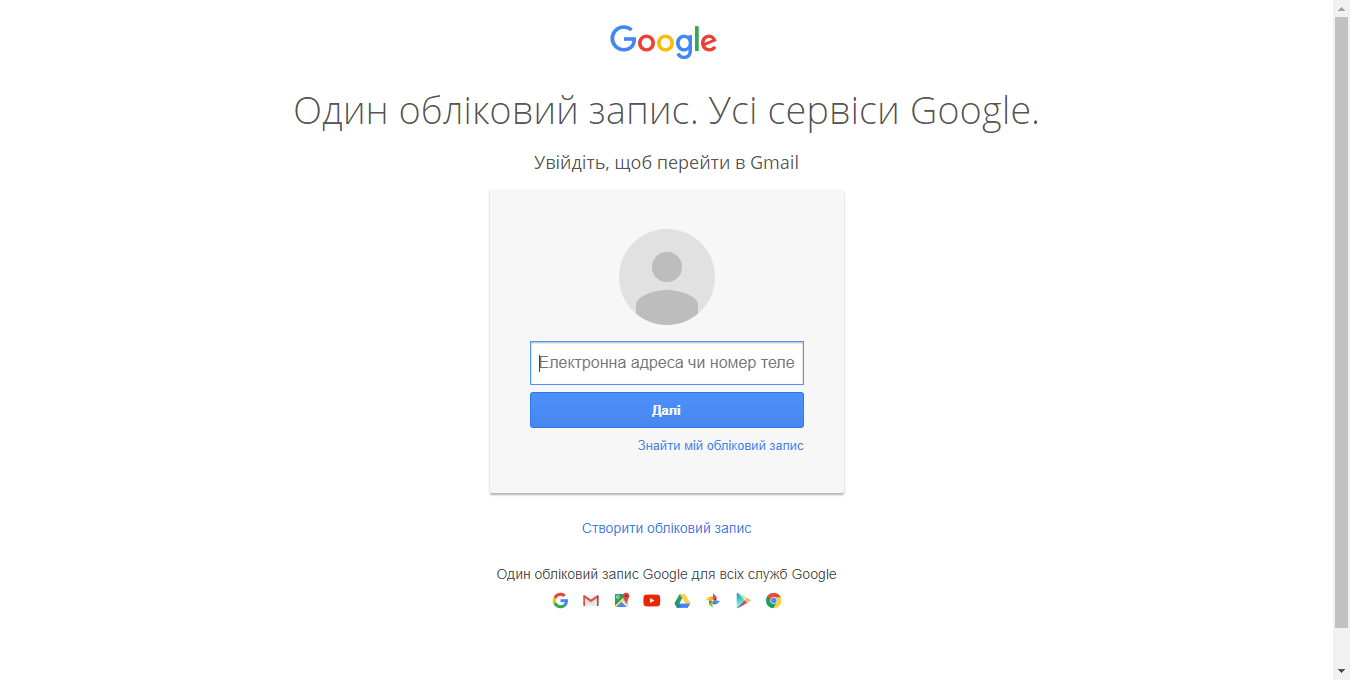 Google
Один обліковий запис. Усі сервіси Google.
Увійдіть, щоб перейти в Gmail
Електронна адреса чи номер теле
Далі
Знайти мій обліковий запис
Створити обліковий запис
Один обліковий запис Google для всіх служб Google